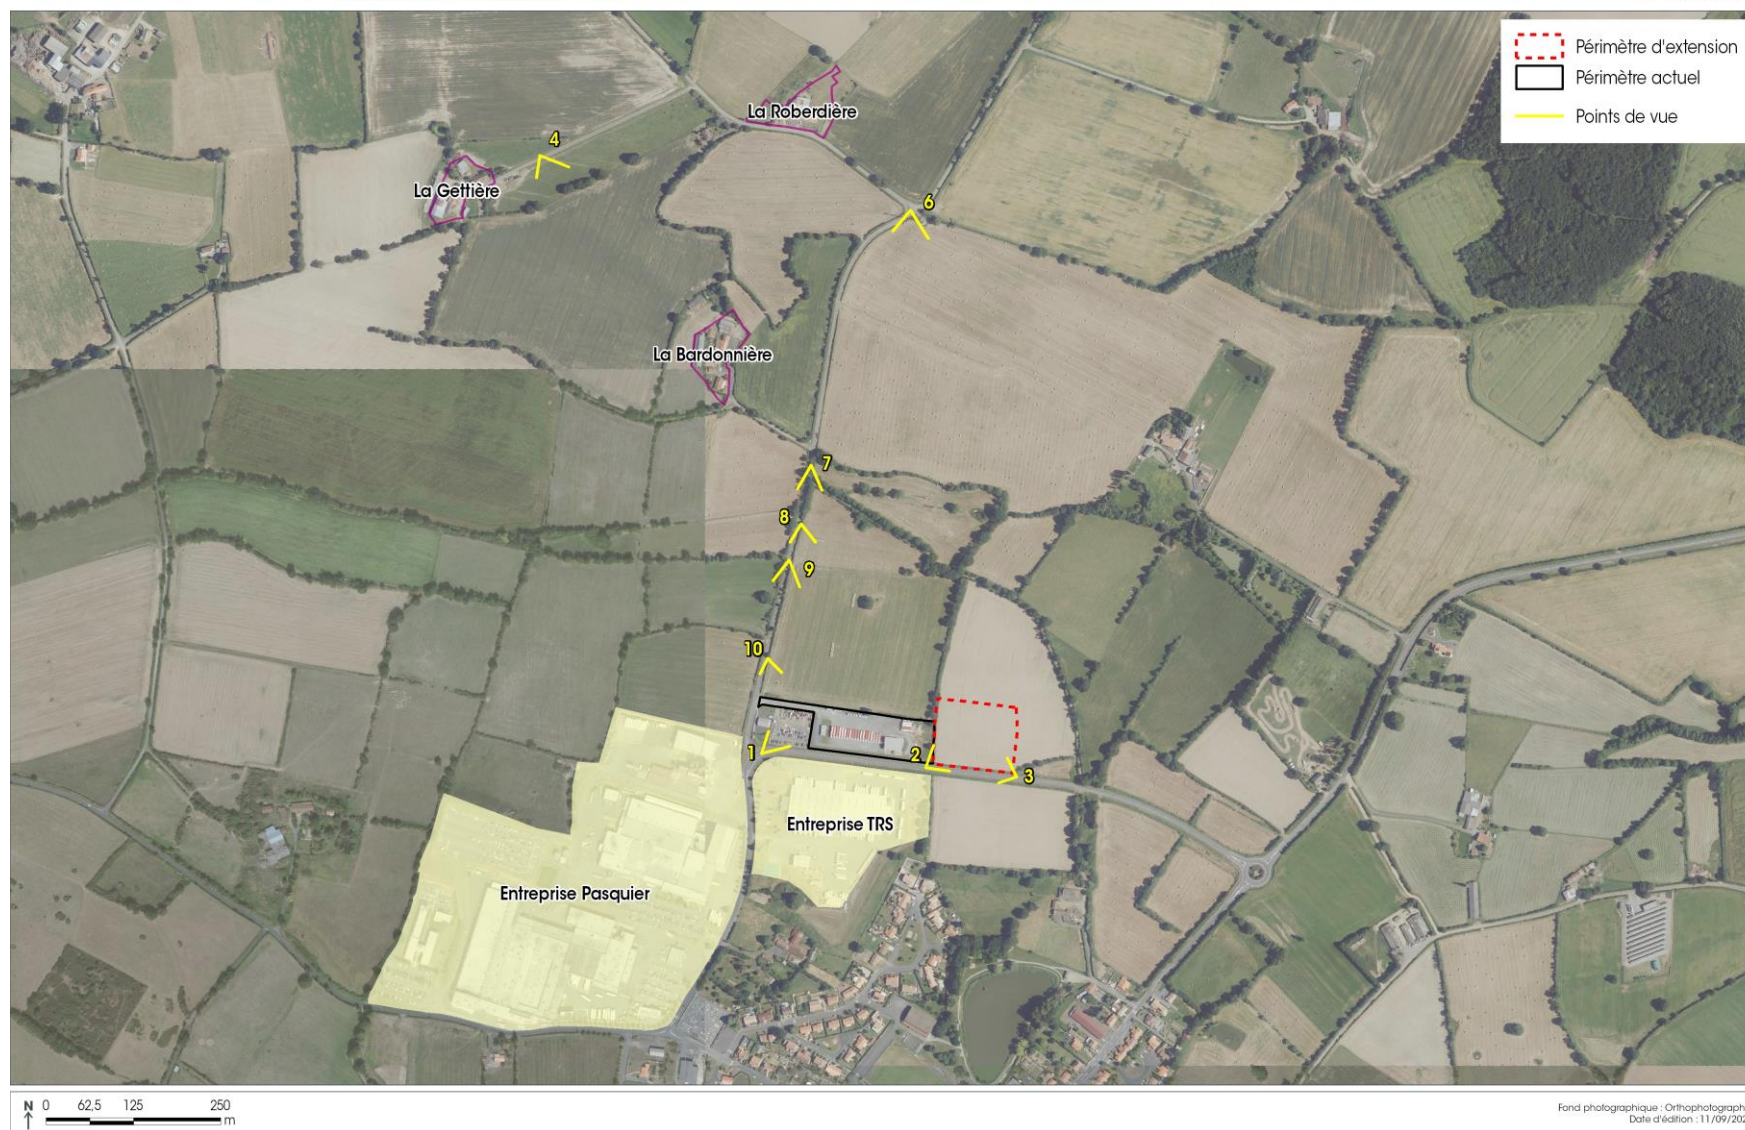 Périmètre d'extension
Périmètre actuel
Points de vue
La Roberdière
4
La Gettière
6
La Bardonnière
7
8
9
10
1
2
3
Entreprise TRS
Entreprise Pasquier
N 0 62,5 125 250
m
Fond photographique : Orthophotograph
Date d'édition : 11/09/202